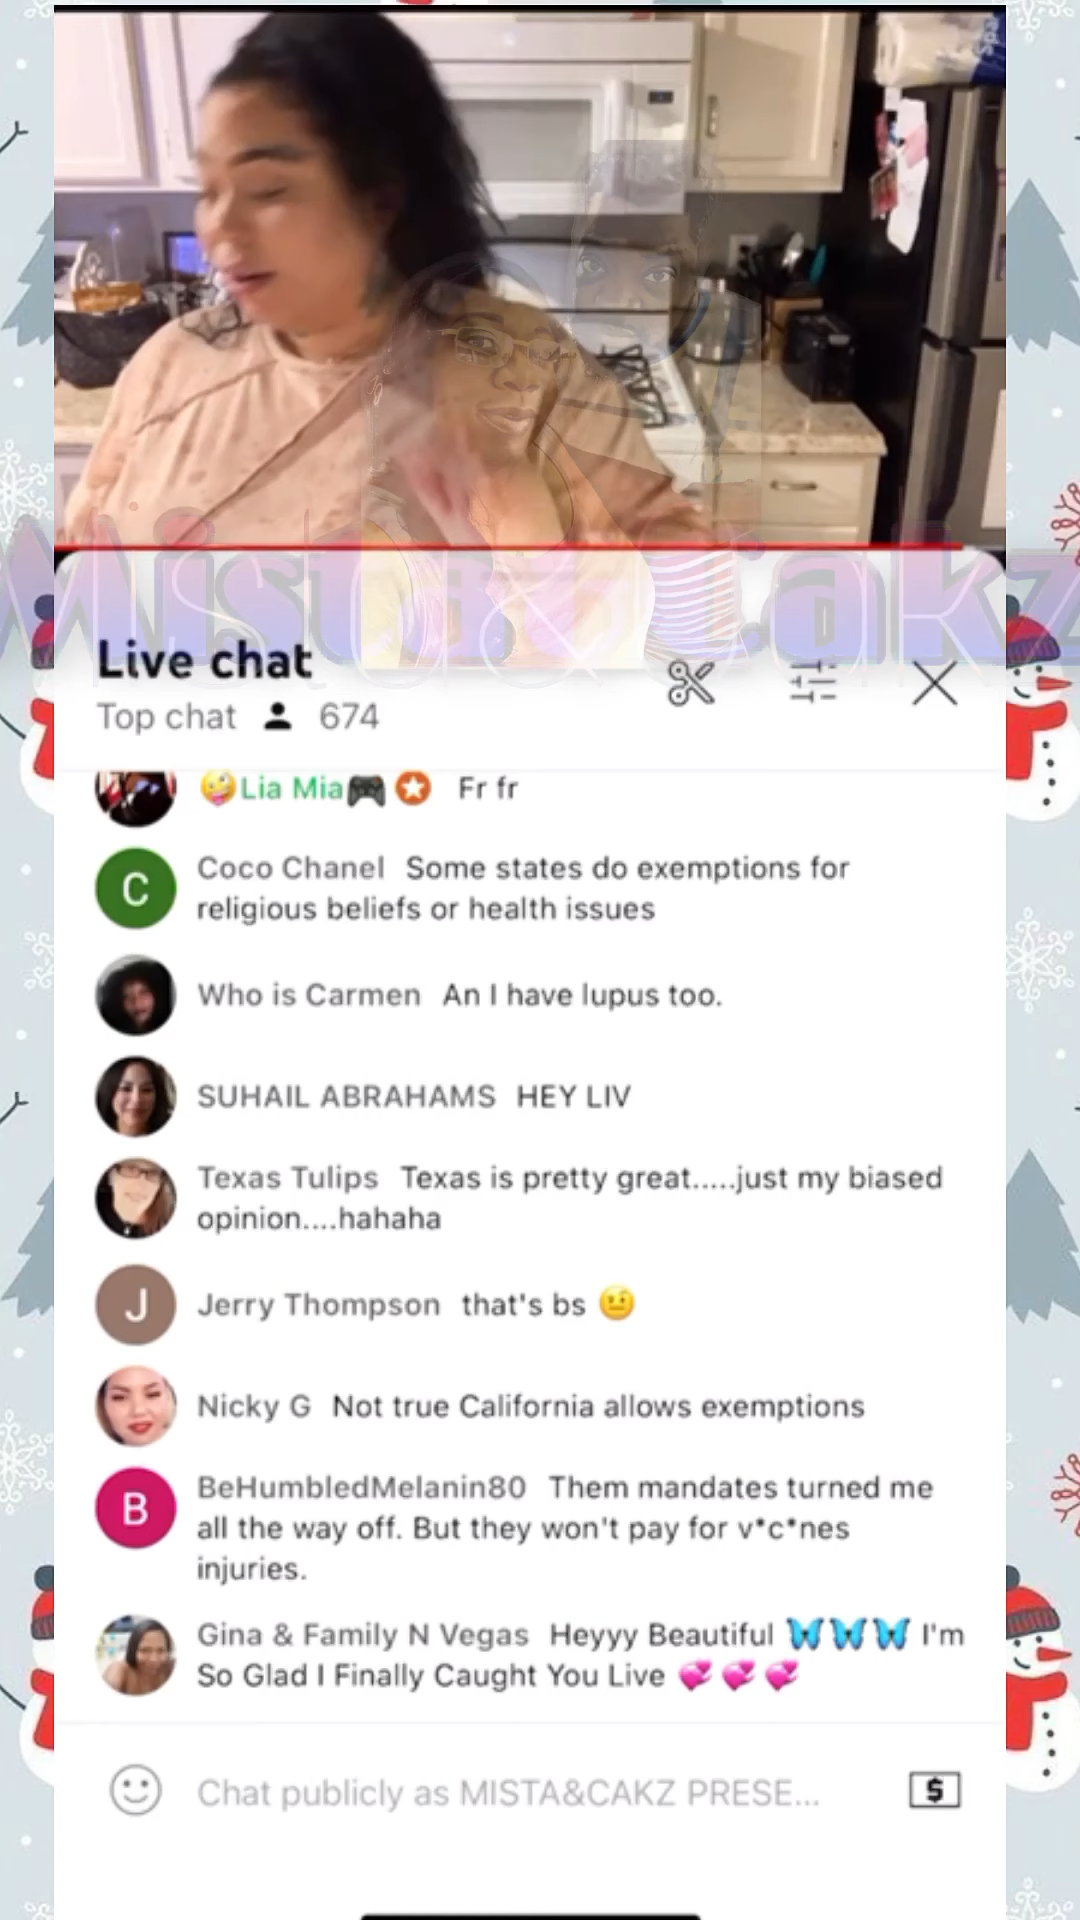 Mista&Cakz
Live chat
Top chat 674
Lia Mia Fr fr
C
Coco Chanel Some states do exemptions for
religious beliefs or health issues
Who is Carmen An I have lupus too.
SUHAIL ABRAHAMS HEY LIV
Texas Tulips Texas is pretty great.....just my biased
opinion....hahaha
J
Jerry Thompson that's bs 🤨
Nicky G Not true California allows exemptions
B
BeHumbledMelanin80 Them mandates turned me
all the way off. But they won't pay for v*c*nes
injuries.
Gina & Family N Vegas Heyyy Beautiful 🦋🦋🦋 I'm
So Glad I Finally Caught You Live 💞💞💞
Chat publicly as MISTA&CAKZ PRESE...
$